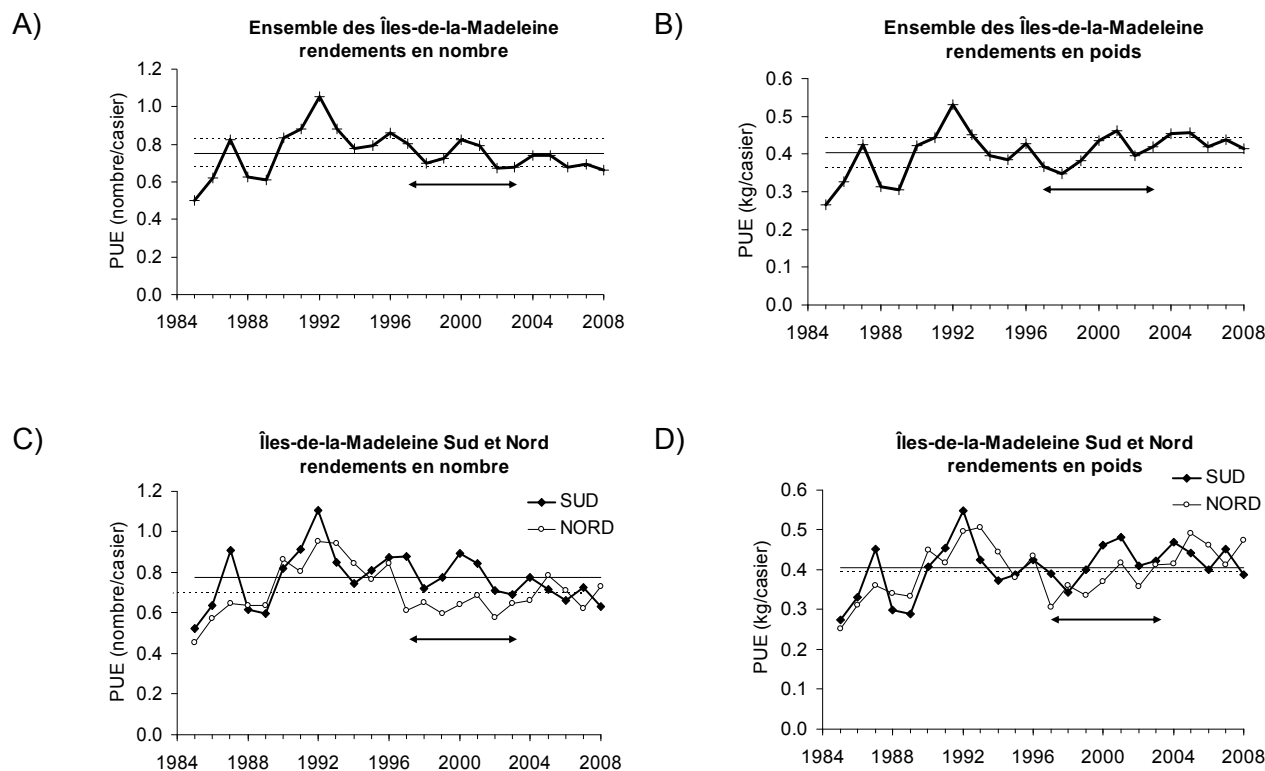 A)
Ensemble des Îles-de-la-Madeleine
rendements en nombre
PUE (nombre/casier)
1.2
1.0
0.8
0.6
0.4
0.2
0.0
1984 1988 1992 1996 2000 2004 2008
B)
Ensemble des Îles-de-la-Madeleine
rendements en poids
PUE (kg/casier)
0.6
0.5
0.4
0.3
0.2
0.1
0.0
1984 1988 1992 1996 2000 2004 2008
C)
Îles-de-la-Madeleine Sud et Nord
rendements en nombre
SUD
NORD
PUE (nombre/casier)
1.2
1.0
0.8
0.6
0.4
0.2
0.0
1984 1988 1992 1996 2000 2004 2008
D)
Îles-de-la-Madeleine Sud et Nord
rendements en poids
SUD
NORD
PUE (kg/casier)
0.6
0.5
0.4
0.3
0.2
0.1
0.0
1984 1988 1992 1996 2000 2004 2008